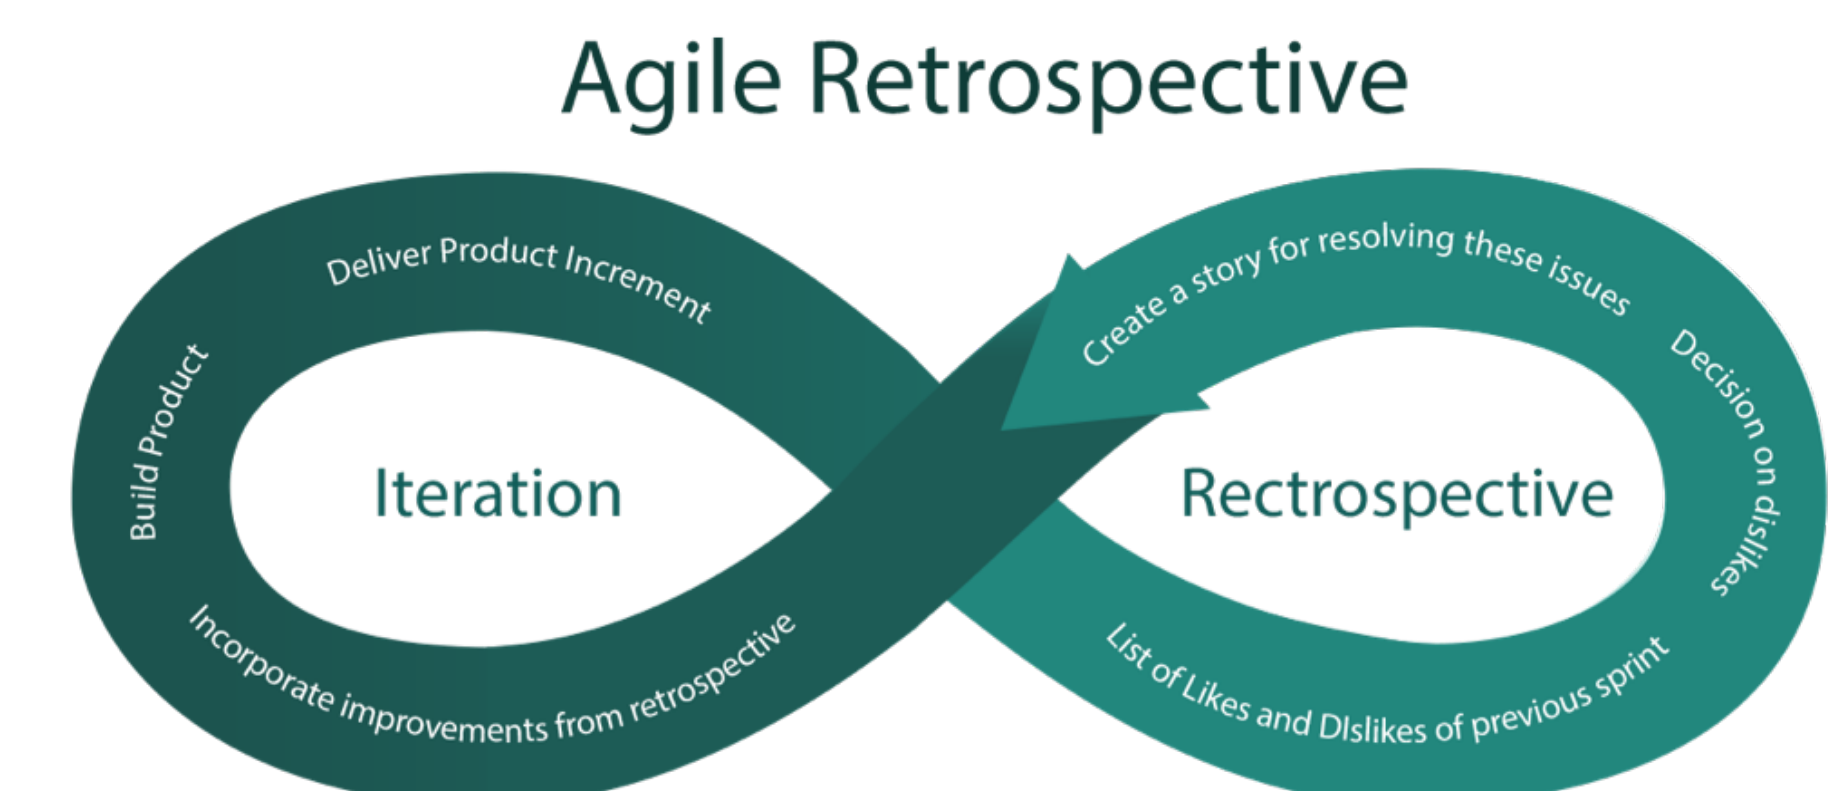 Agile Retrospective
Deliver Product Increment
Build Product
Incorporate improvements from retrospective
Iteration
Create a story for resolving these issues
Decision on dislikes
List of Likes and DIslikes of previous sprint
Rectrospective